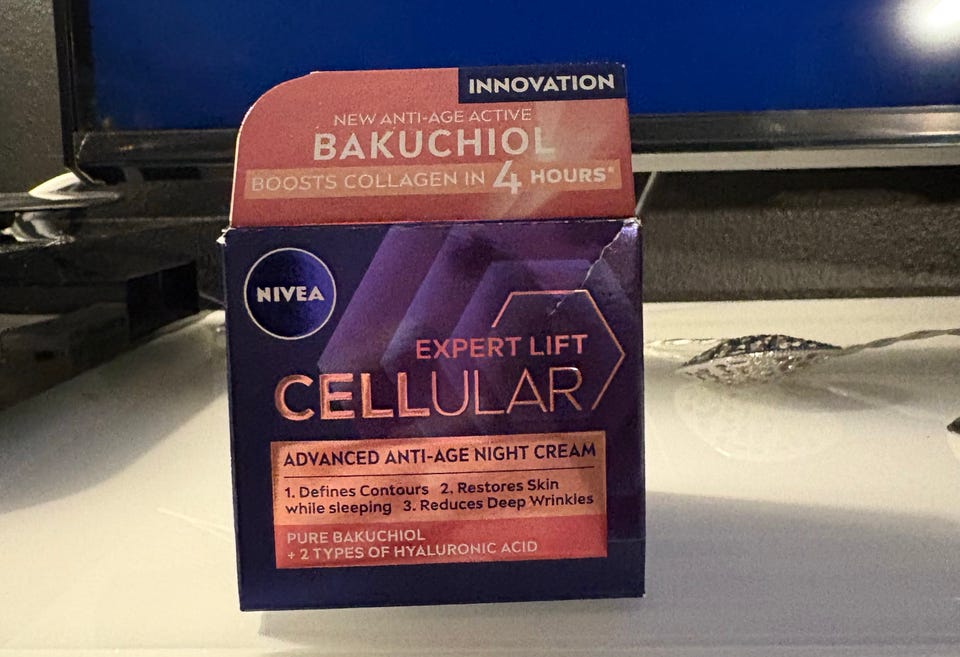 INNOVATION
NEW ANTI-AGE ACTIVE
BAKUCHIOL
BOOSTS COLLAGEN IN 4 HOURS*
NIVEA
EXPERT LIFT
CELLULAR
ADVANCED ANTI-AGE NIGHT CREAM
1. Defines Contours 2. Restores Skin
while sleeping 3. Reduces Deep Wrinkles
PURE BAKUCHIOL
+ 2 TYPES OF HYALURONIC ACID